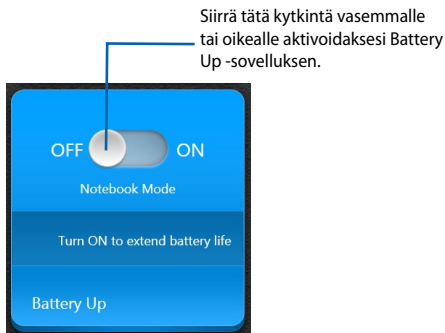 Siirrä tätä kytkintä vasemmalle
tai oikealle aktivoidaksesi Battery
Up -sovelluksen.
OFF ON
Notebook Mode
Turn ON to extend battery life
Battery Up